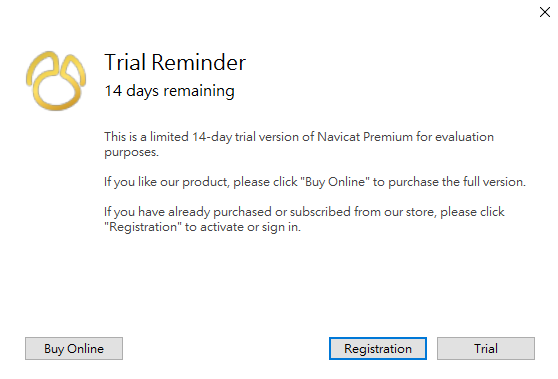 Trial Reminder
14 days remaining
This is a limited 14-day trial version of Navicat Premium for evaluation
purposes.
If you like our product, please click "Buy Online" to purchase the full version.
If you have already purchased or subscribed from our store, please click
"Registration" to activate or sign in.
Buy Online
Registration
Trial